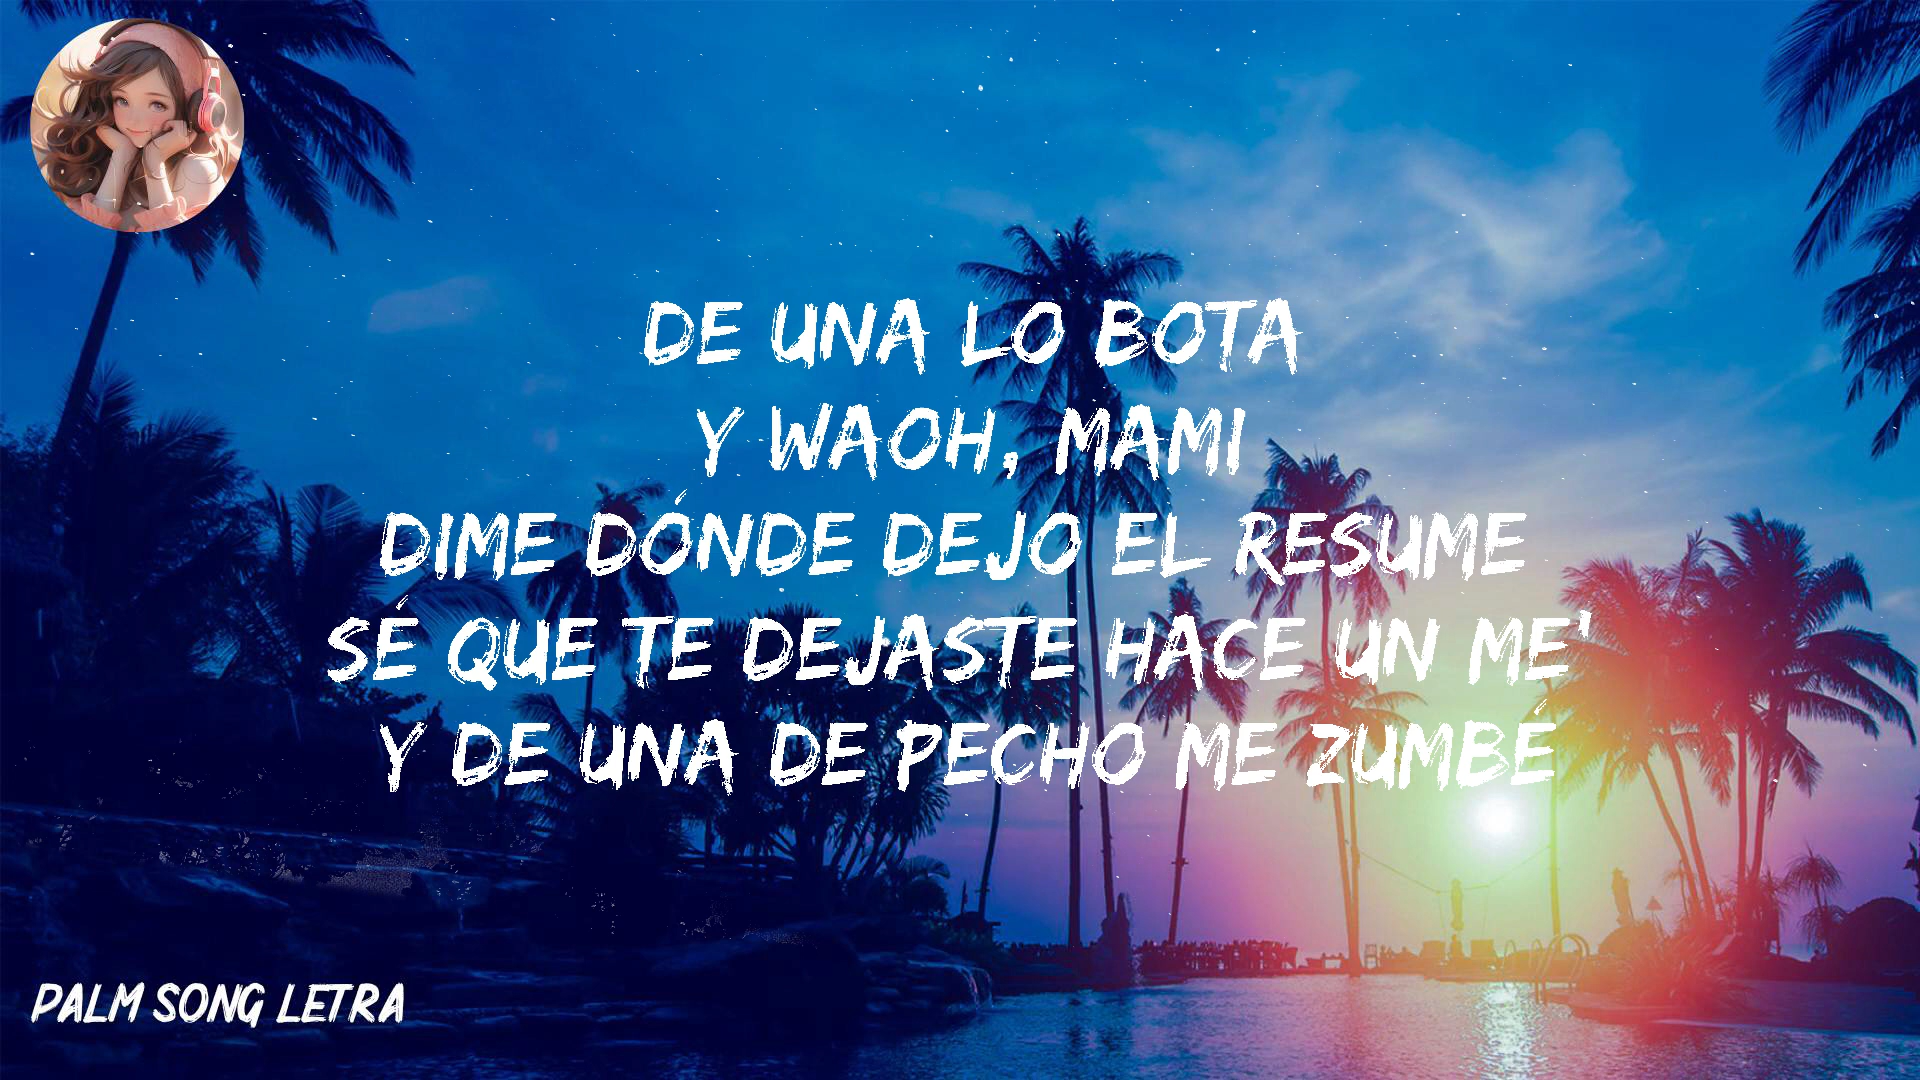 DE UNA LO BOTA
Y WAOH, MAMI
DIME DÓNDE DEJO EL RESUME
SÉ QUE TE DEJASTE HACE UN ME'
Y DE UNA DE PECHO ME ZUMBÉ
PALM SONG LETRA